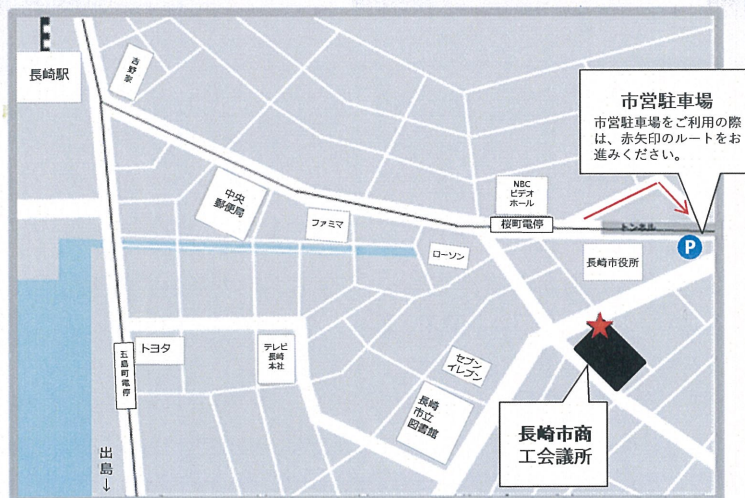 長崎駅
吉野家
市営駐車場
市営駐車場をご利用の際
は、赤矢印のルートをお
進みください。
中央
郵便局
ファミマ
NBC
ビデオ
ホール
桜町電停
トンネル
P
ローソン
長崎市役所
トヨタ
テレビ
長崎
本社
五島町電停
セブン
イレブン
長崎
市立
図書館
長崎市商
工会議所
出島↓